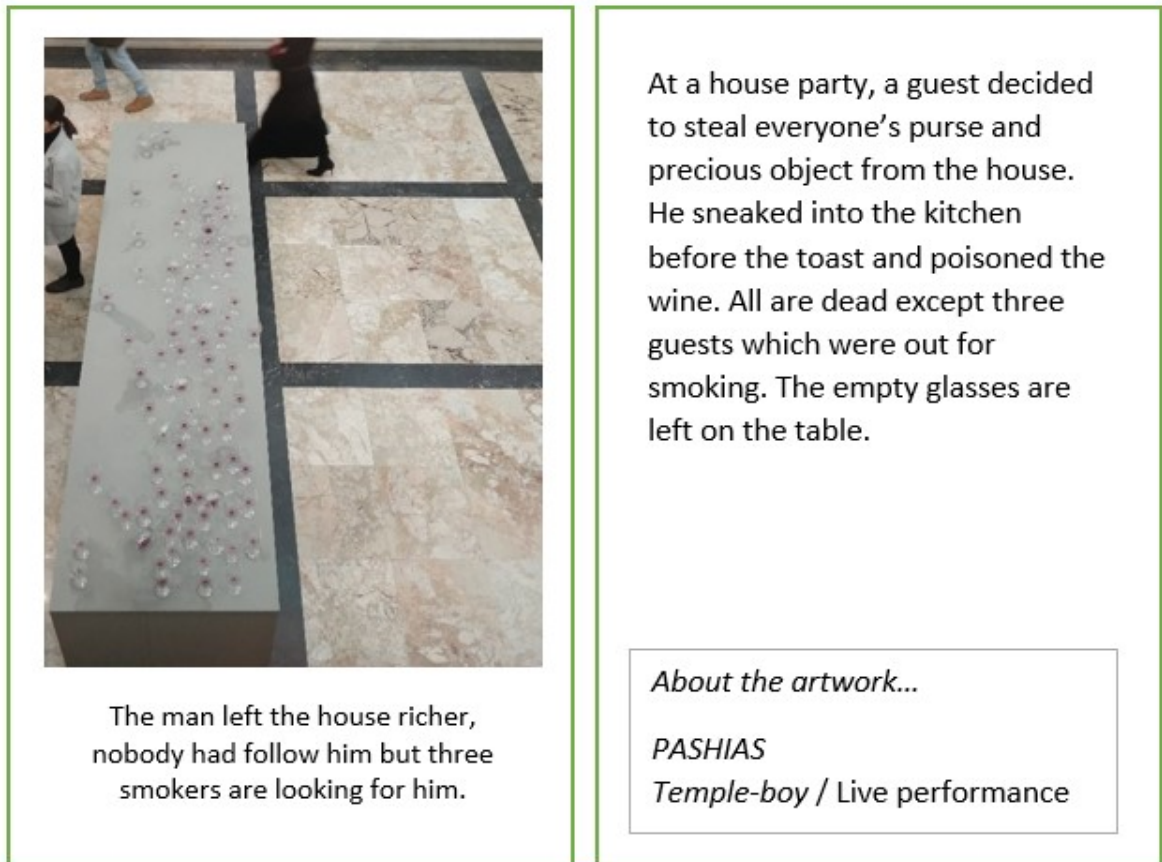 The man left the house richer,
nobody had follow him but three
smokers are looking for him.
At a house party, a guest decided
to steal everyone’s purse and
precious object from the house.
He sneaked into the kitchen
before the toast and poisoned the
wine. All are dead except three
guests which were out for
smoking. The empty glasses are
left on the table.
About the artwork…
PASHIAS
Temple-boy / Live performance